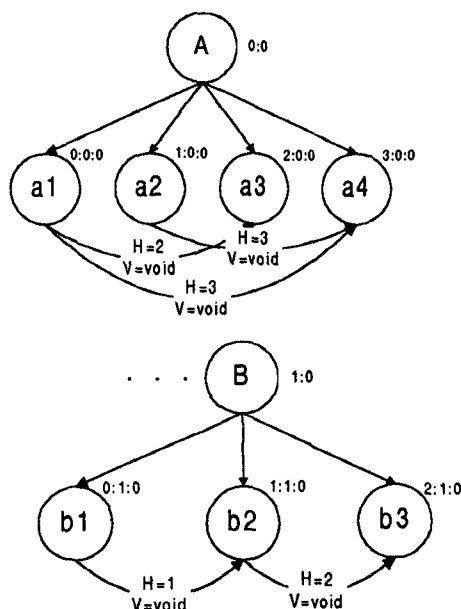 A 0:0
0:0:0 1:0:0 2:0:0 3:0:0
a1 a2 a3 a4
H=2
V=void
H=3
V=void
H=3
V=void
. . . B 1:0
0:1:0 1:1:0 2:1:0
b1 b2 b3
H=1
V=void
H=2
V=void